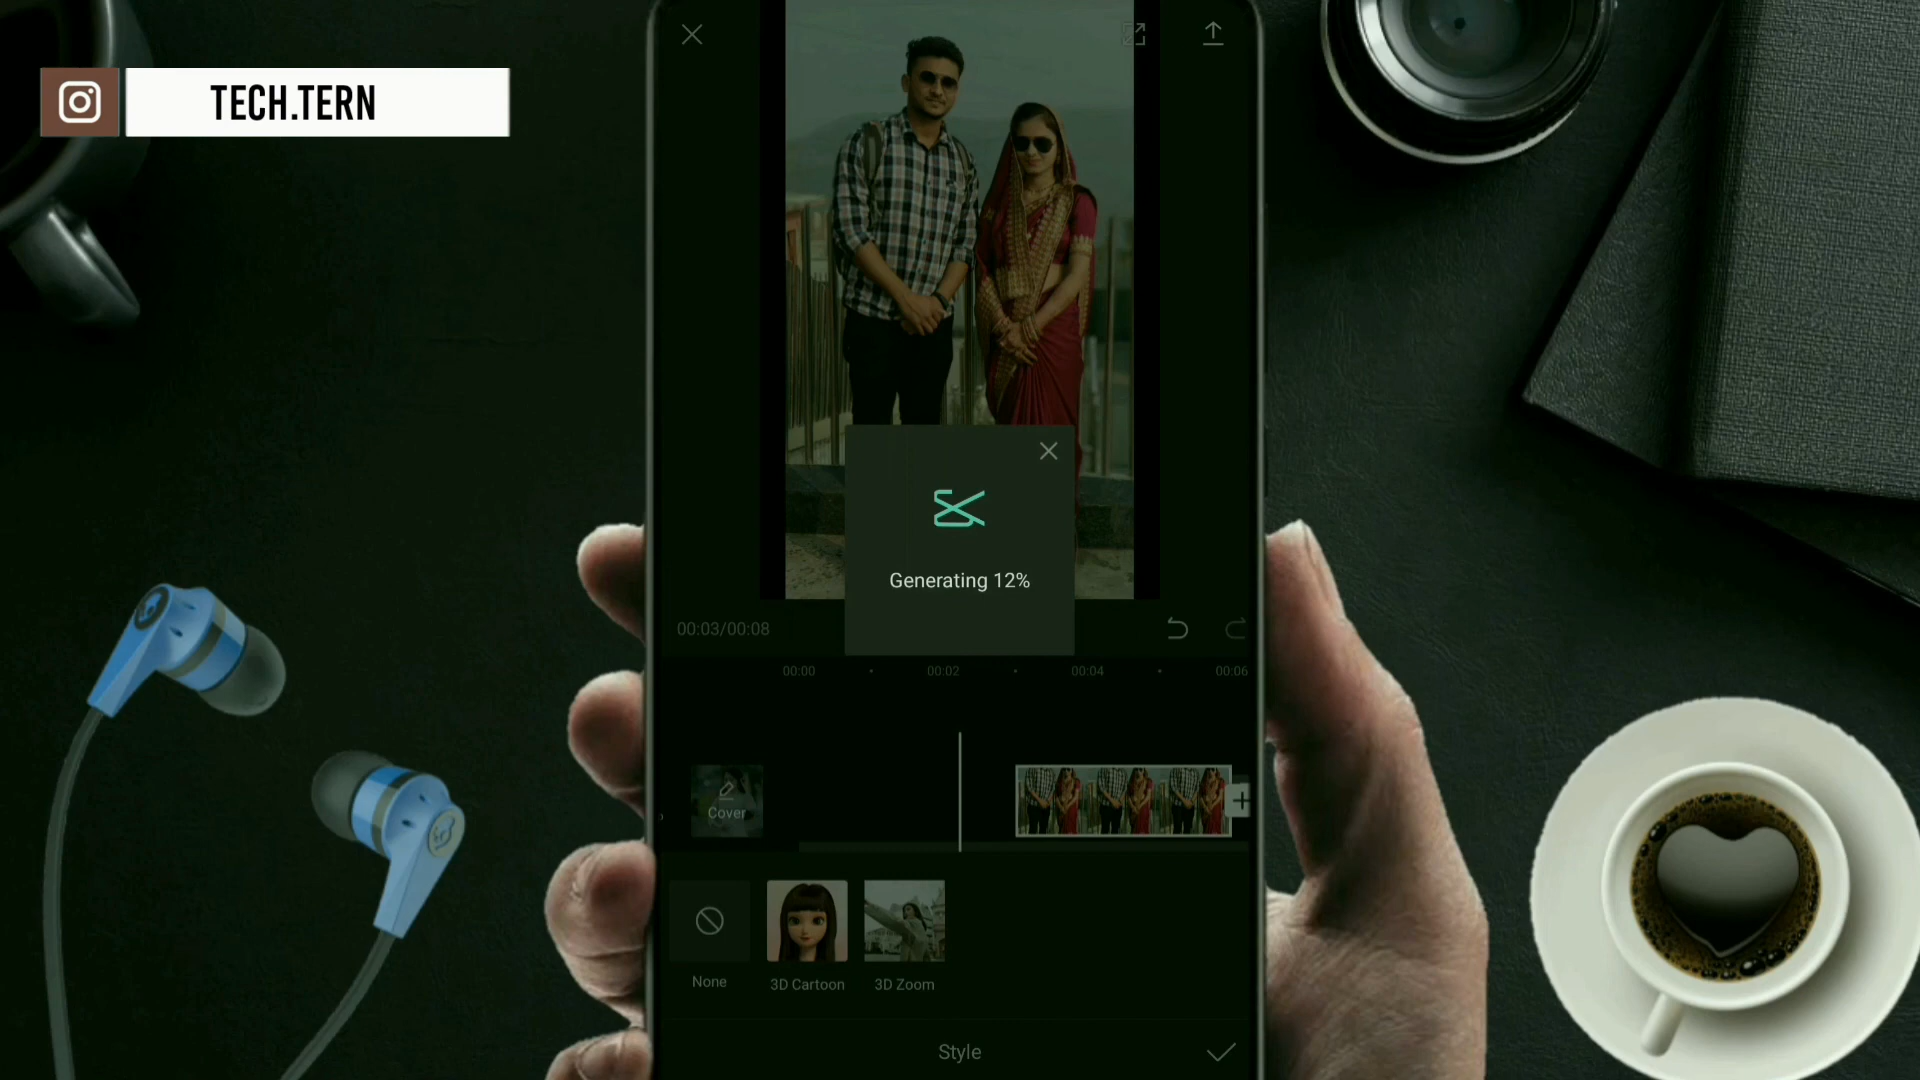 TECH.TERN
Generating 12%
00:03/00:08
00:00
00:02
00:04
00:06
Cover
None
3D Cartoon
3D Zoom
Style